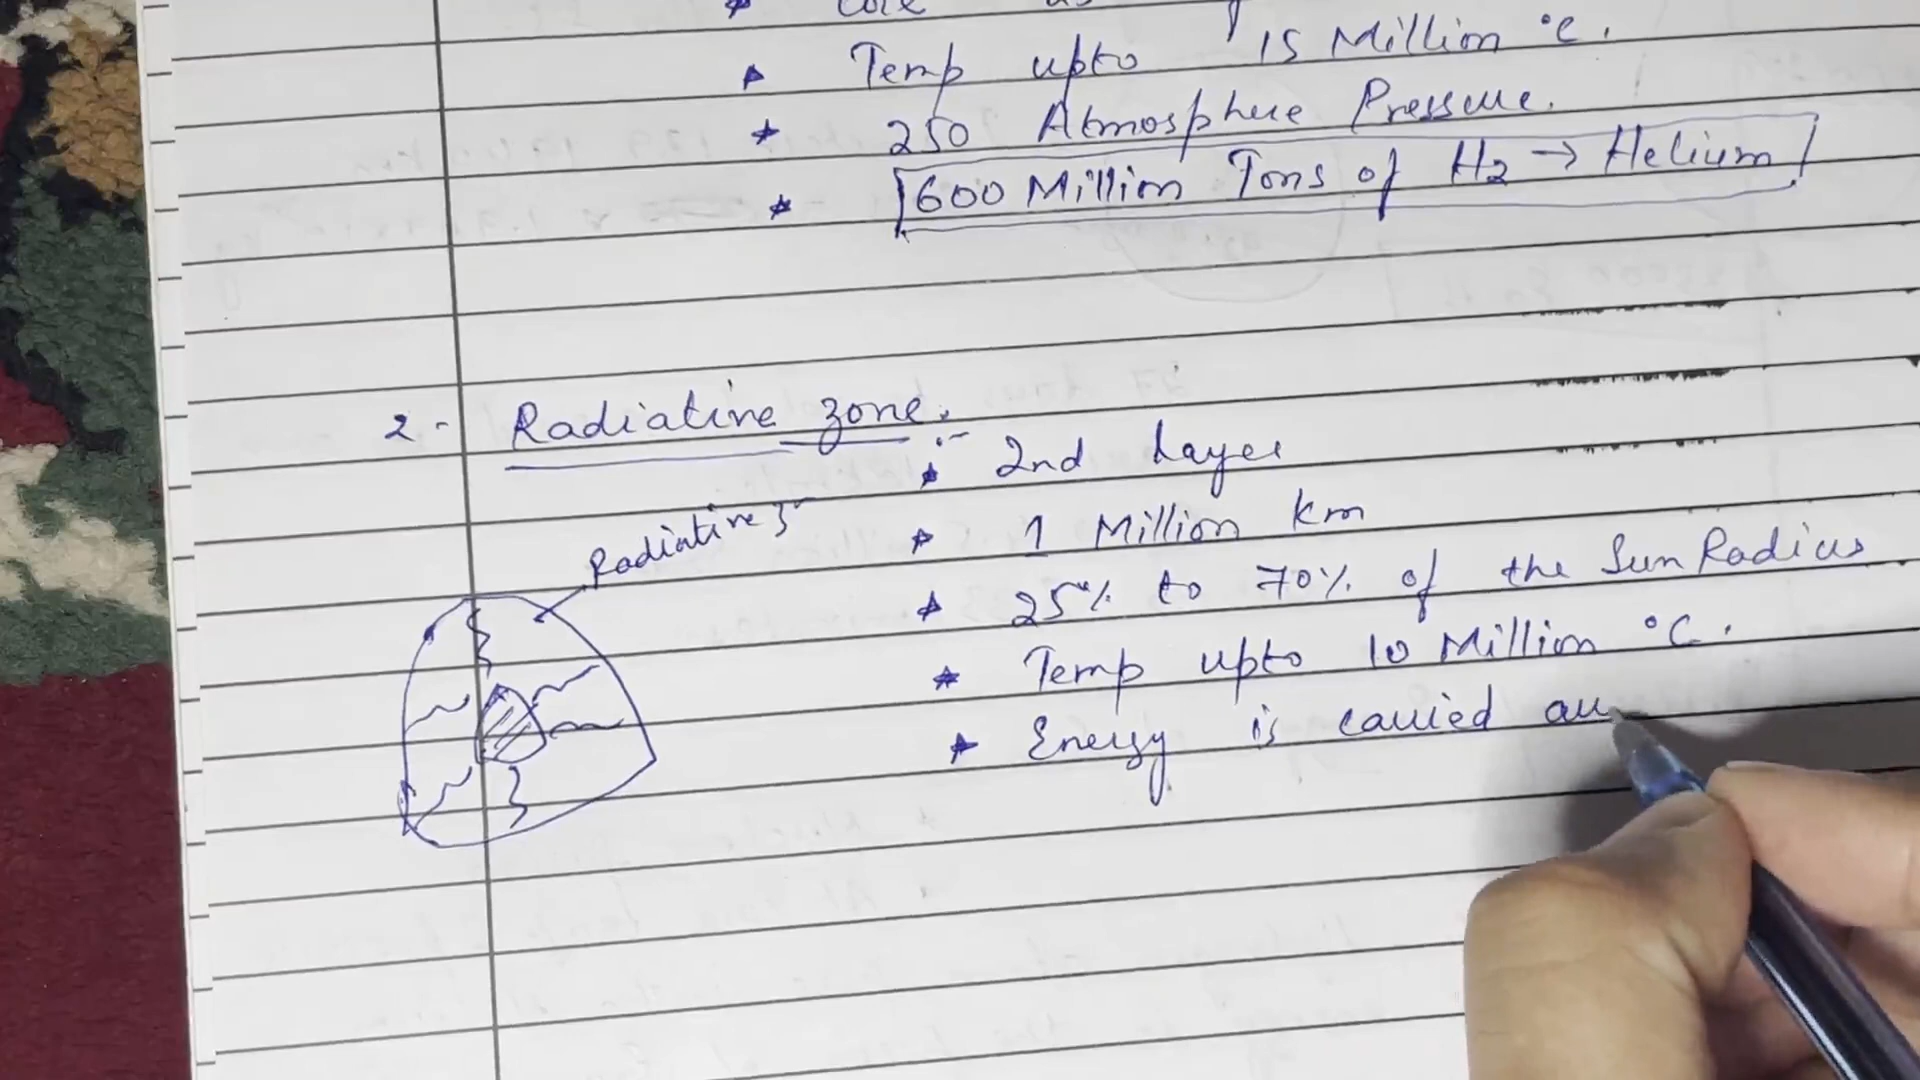 Temp upto 15 Million °C.
250 Atmosphere Pressure.
600 Million Tons of H2 → Helium
2- Radiative zone.
2nd Layer
Radiative z
1 Million km
25% to 70% of the Sun Radius
Temp upto 10 Million °C.
Energy is carried